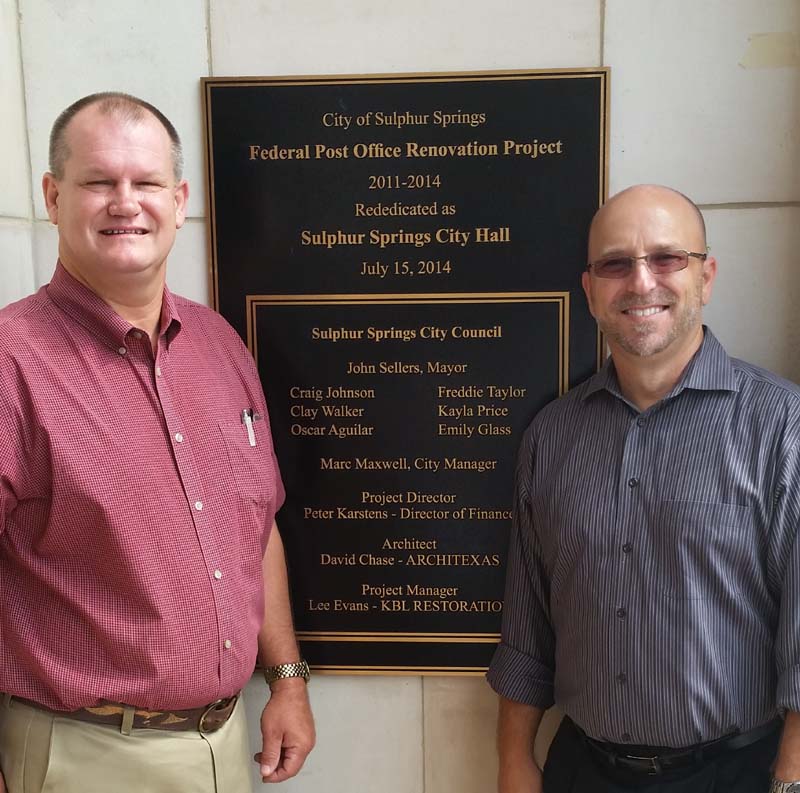 City of Sulphur Springs
Federal Post Office Renovation Project
2011-2014
Rededicated as
Sulphur Springs City Hall
July 15, 2014
Sulphur Springs City Council
John Sellers, Mayor
Craig Johnson Freddie Taylor
Clay Walker Kayla Price
Oscar Aguilar Emily Glass
Marc Maxwell, City Manager
Project Director
Peter Karstens - Director of Finance
Architect
David Chase - ARCHITEXAS
Project Manager
Lee Evans - KBL RESTORATIO